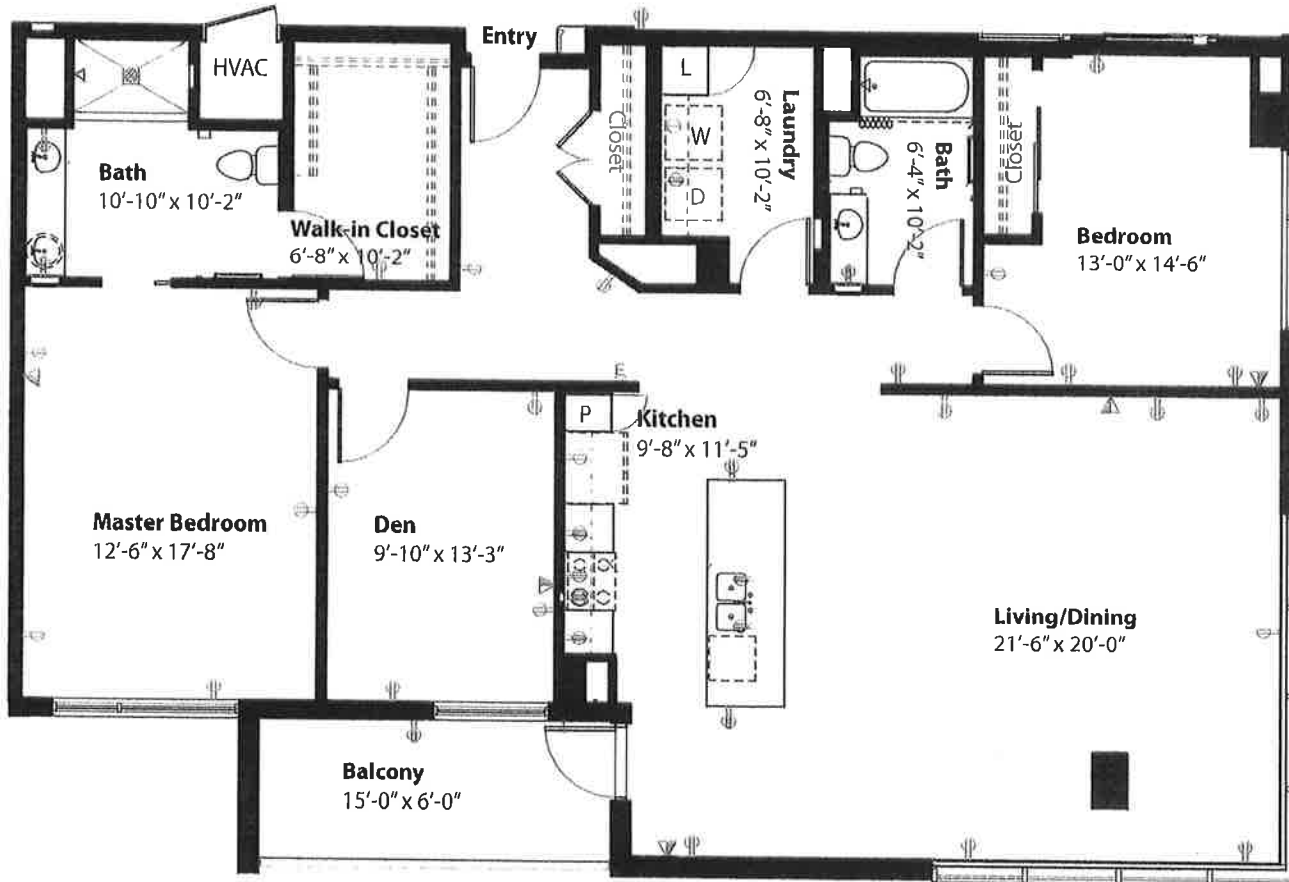 Entry
HVAC
L
W
D
Closet
Laundry
6'-8" x 10'-2"
Bath
6'-4" x 10'-2"
Closet
Bath
10'-10" x 10'-2"
Walk-in Closet
6'-8" x 10'-2"
Bedroom
13'-0" x 14'-6"
E
P
Kitchen
9'-8" x 11'-5"
Master Bedroom
12'-6" x 17'-8"
Den
9'-10" x 13'-3"
Living/Dining
21'-6" x 20'-0"
Balcony
15'-0" x 6'-0"